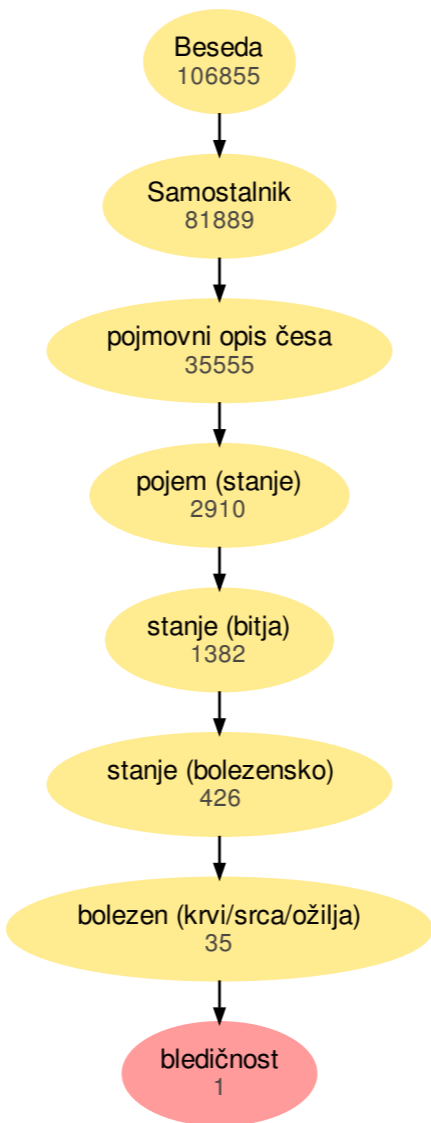 Beseda
106855
Samostalnik
81889
pojmovni opis česa
35555
pojem (stanje)
2910
stanje (bitja)
1382
stanje (bolezensko)
426
bolezen (krvi/srca/ožilja)
35
bledičnost
1